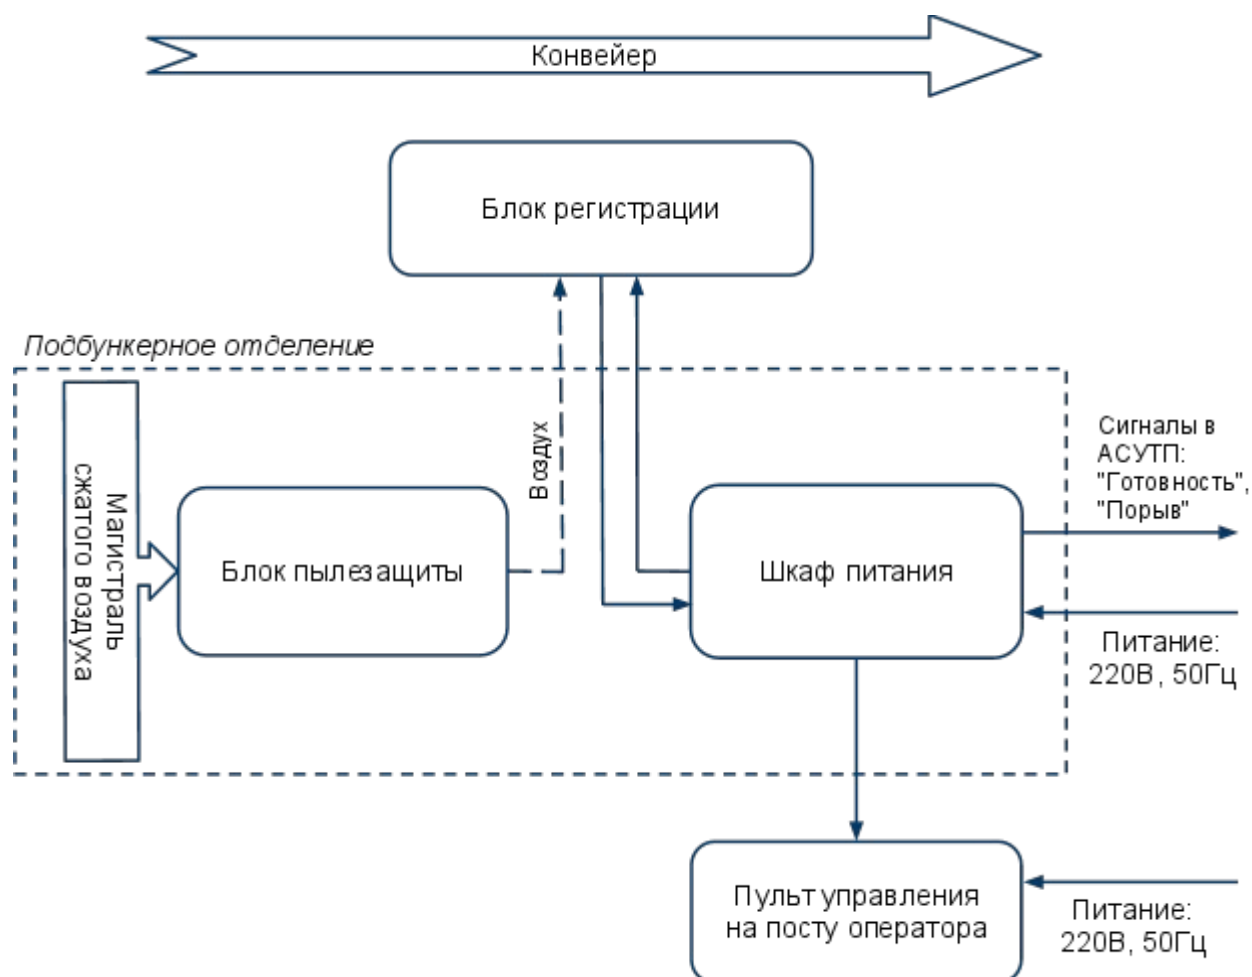 Конвейер
Блок регистрации
Подбункерное отделение
Магистраль
сжатого воздуха
Блок пылезащиты
Воздух
Шкаф питания
Сигналы в
АСУТП:
"Готовность",
"Порыв"
Питание:
220В, 50Гц
Пульт управления
на посту оператора
Питание:
220В, 50Гц